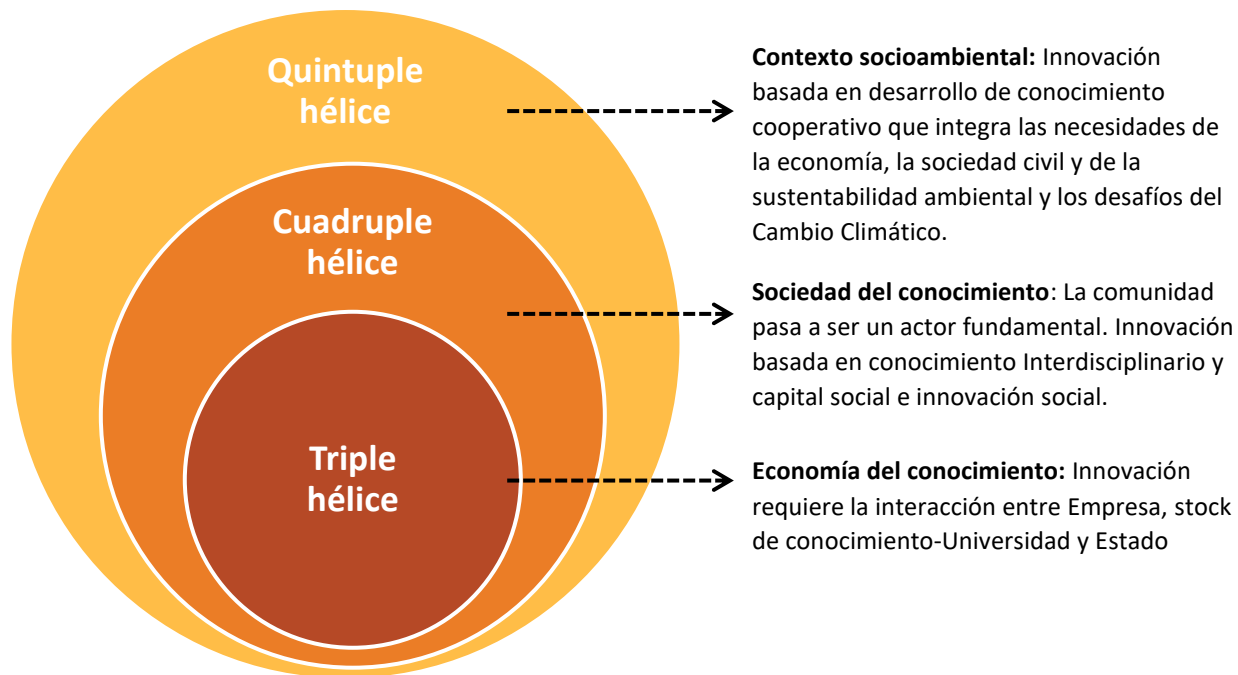 Quintuple
hélice
Contexto socioambiental: Innovación
basada en desarrollo de conocimiento
cooperativo que integra las necesidades de
la economía, la sociedad civil y de la
sustentabilidad ambiental y los desafíos del
Cambio Climático.
Cuadruple
hélice
Sociedad del conocimiento: La comunidad
pasa a ser un actor fundamental. Innovación
basada en conocimiento Interdisciplinario y
capital social e innovación social.
Triple
hélice
Economía del conocimiento: Innovación
requiere la interacción entre Empresa, stock
de conocimiento-Universidad y Estado